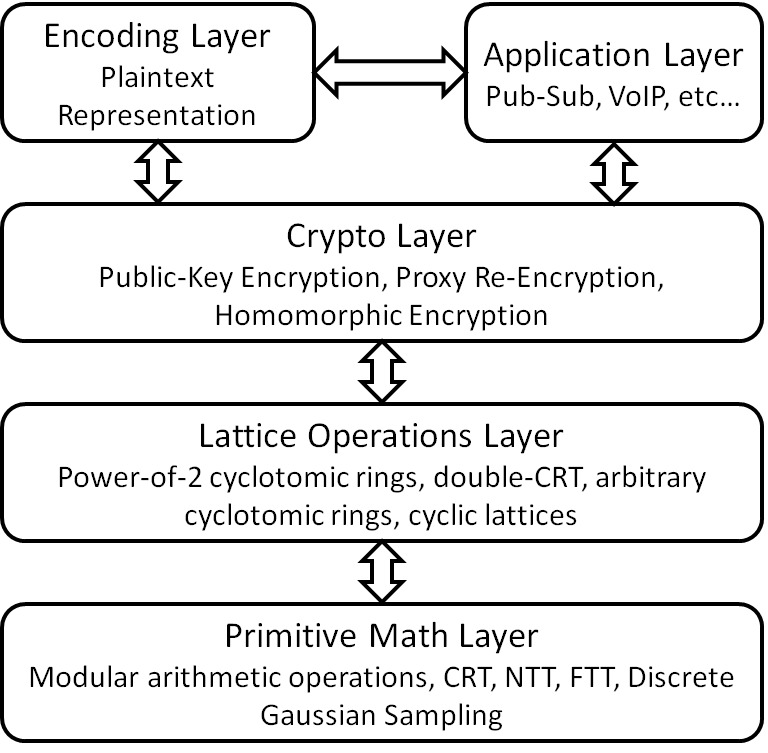 Encoding Layer
Plaintext
Representation
Application Layer
Pub-Sub, VoIP, etc...
Crypto Layer
Public-Key Encryption, Proxy Re-Encryption,
Homomorphic Encryption
Lattice Operations Layer
Power-of-2 cyclotomic rings, double-CRT, arbitrary
cyclotomic rings, cyclic lattices
Primitive Math Layer
Modular arithmetic operations, CRT, NTT, FTT, Discrete
Gaussian Sampling